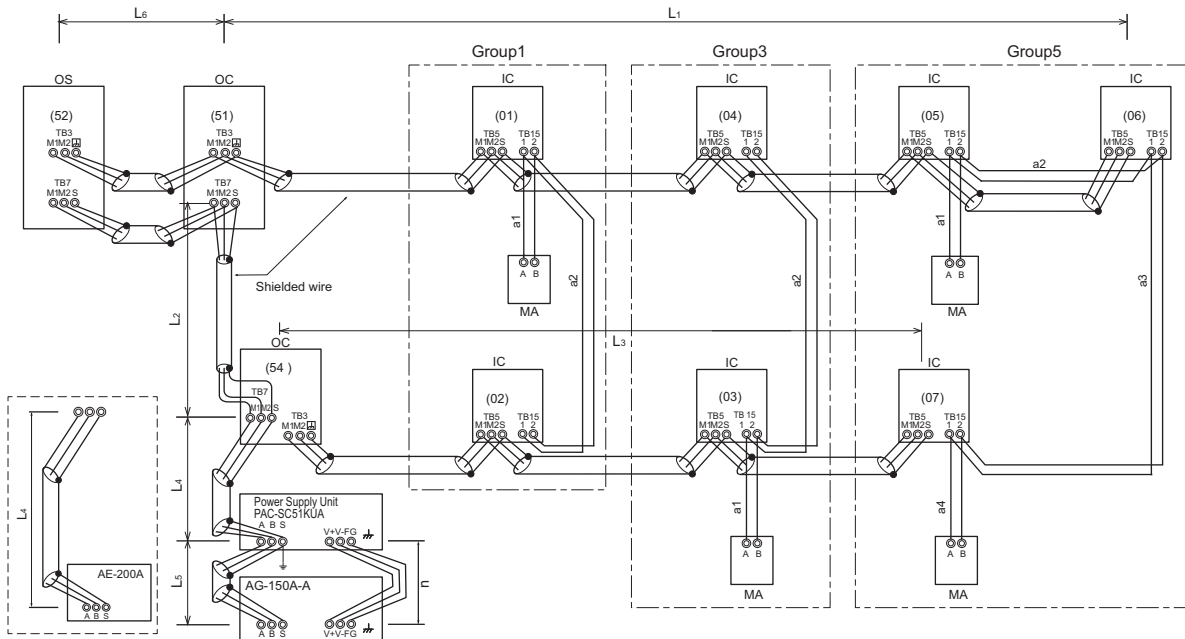 L6
L1
Group1
Group3
Group5
OS
OC
IC
IC
IC
IC
(52)
(51)
(01)
(04)
(05)
(06)
TB3
M1M2
TB3
M1M2
TB5
M1M2S
TB15
1 2
TB5
M1M2S
TB15
1 2
TB5
M1M2S
TB15
1 2
TB5
M1M2S
TB15
1 2
a2
TB7
M1M2S
TB7
M1M2S
a1
a1
A B
MA
A B
MA
a2
a2
a3
Shielded wire
L2
L3
OC
IC
IC
IC
(54 )
(02)
(03)
(07)
TB7
M1M2S
TB3
M1M2
TB5
M1M2S
TB15
1 2
TB5
M1M2S
TB 15
1 2
TB5
M1M2S
TB15
1 2
L4
L4
Power Supply Unit
PAC-SC51KUA
A B S
V+V-FG
a1
a4
A B
MA
A B
MA
L5
n
AE-200A
A B S
AG-150A-A
A B S
V+V-FG